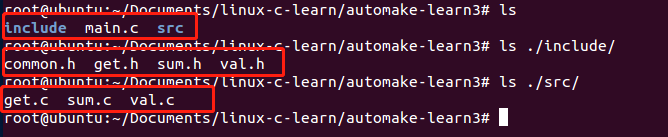 root@ubuntu:/Documents/linux-c-learn/automake-learn3# ls
include  main.c  src
root@ubuntu:/Documents/linux-c-learn/automake-learn3# ls ./include/
common.h  get.h  sum.h  val.h
root@ubuntu:/Documents/linux-c-learn/automake-learn3# ls ./src/
get.c  sum.c  val.c
root@ubuntu:/Documents/linux-c-learn/automake-learn3#